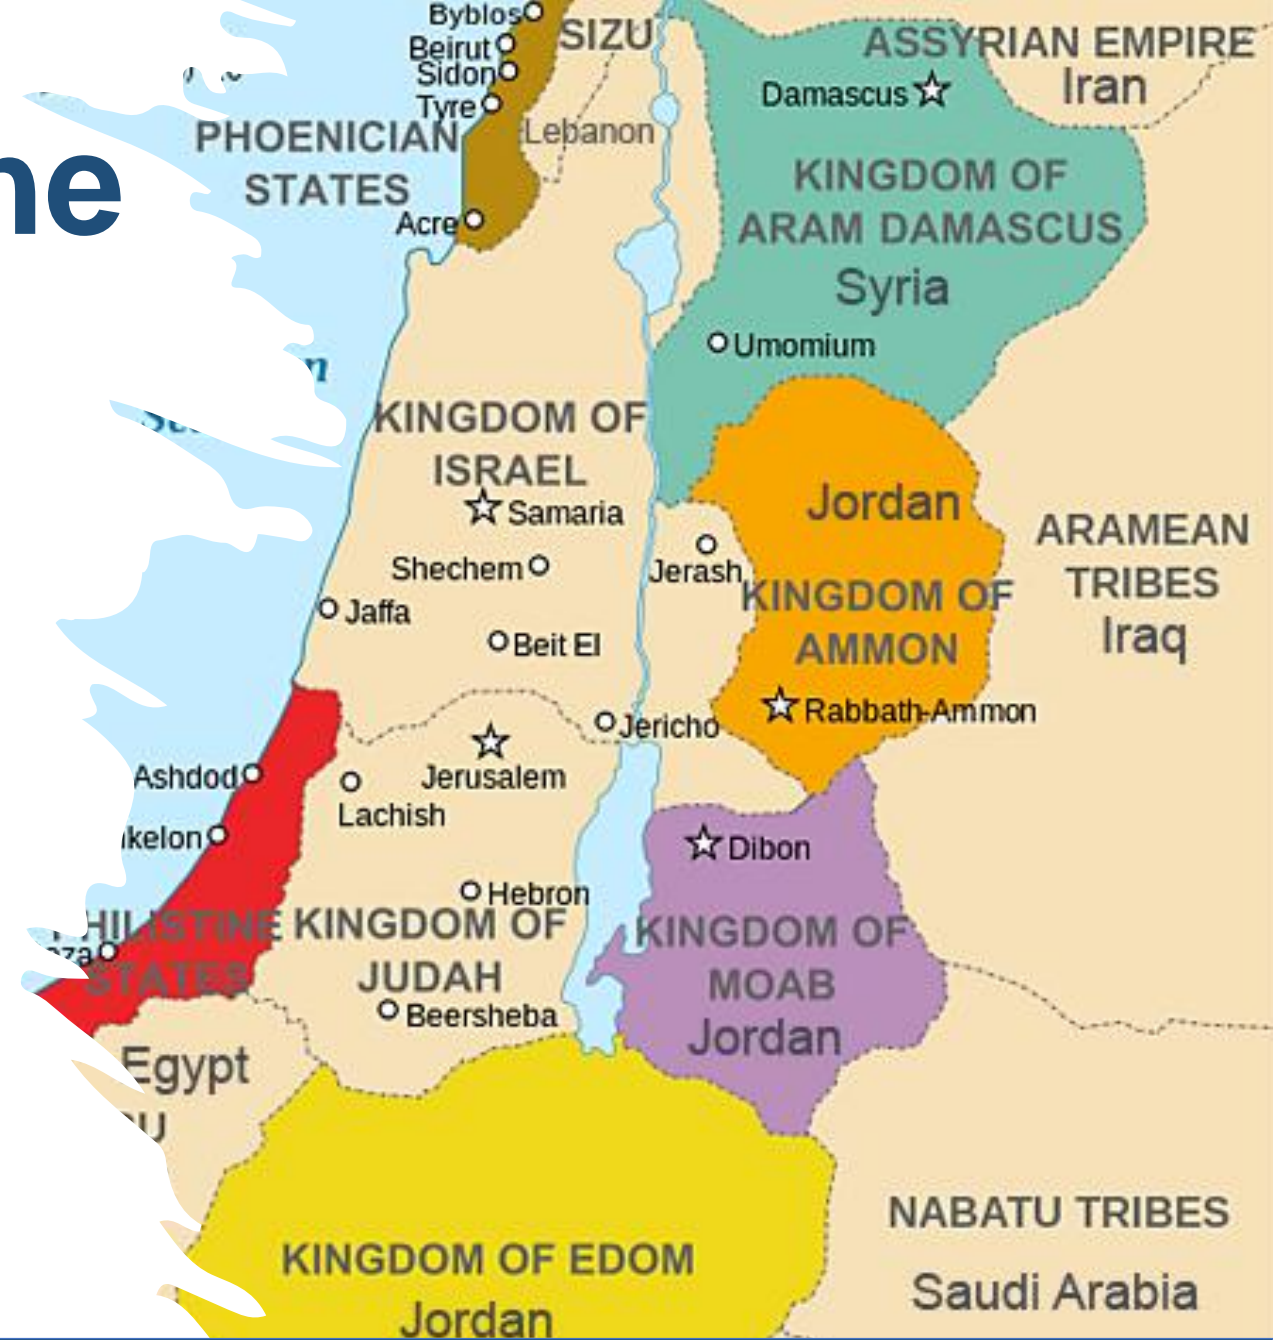 Byblos
SIZU
Beirut
ASSYRIAN EMPIRE
Sidon
Iran
Damascus
Tyre
PHOENICIAN
STATES
Lebanon
KINGDOM OF
ARAM DAMASCUS
Syria
Acre
ne
Umomium
KINGDOM OF
ISRAEL
Samaria
Jordan
Shechem
Jerash
ARAMEAN
TRIBES
Iraq
KINGDOM OF
AMMON
Jaffa
Beit El
Rabbath-Ammon
Jericho
Jerusalem
Ashdod
Lachish
kelon
Dibon
Hebron
PHILISTINE
STATES
za
KINGDOM OF
JUDAH
KINGDOM OF
MOAB
Jordan
Beersheba
Egypt
U
NABATU TRIBES
Saudi Arabia
KINGDOM OF EDOM
Jordan